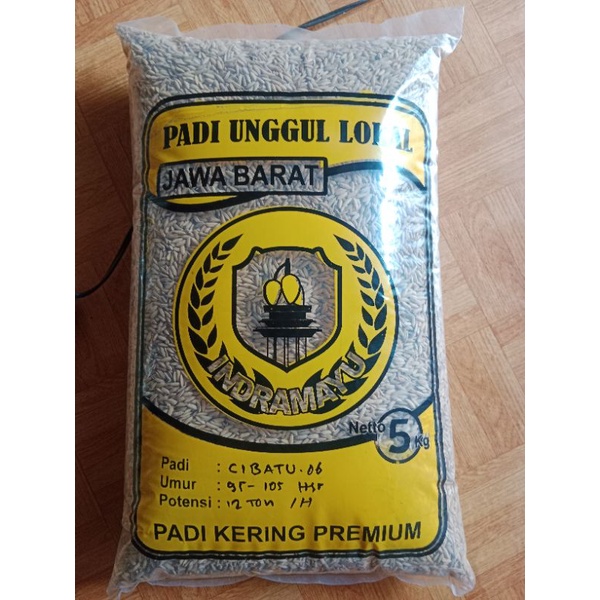 PADI UNGGUL LOKAL
JAWA BARAT
INDRAMAYU
Netto 5 Kg
Padi : CIBATU.06
Umur : 95-105 HSr
Potensi : 12 TON /H
PADI KERING PREMIUM